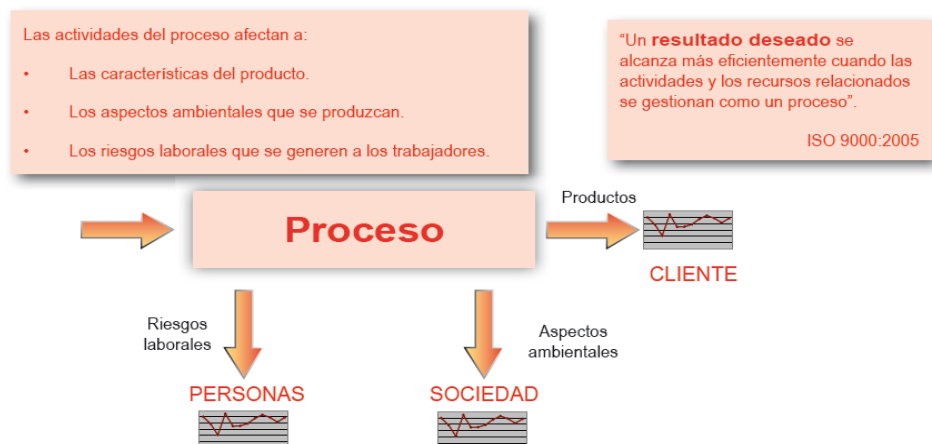 Las actividades del proceso afectan a:
• Las características del producto.
• Los aspectos ambientales que se produzcan.
• Los riesgos laborales que se generen a los trabajadores.
“Un resultado deseado se
alcanza más eficientemente cuando las
actividades y los recursos relacionados
se gestionan como un proceso”.
ISO 9000:2005
Proceso
Productos
CLIENTE
Riesgos
laborales
PERSONAS
Aspectos
ambientales
SOCIEDAD